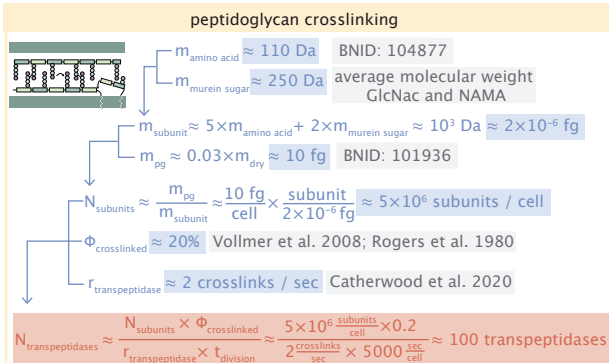 peptidoglycan crosslinking
m_amino acid ≈ 110 Da BNID: 104877
m_murein sugar ≈ 250 Da average molecular weight GlcNac and NAMA
m_subunit ≈ 5×m_amino acid + 2×m_murein sugar ≈ 10³ Da ≈ 2×10⁻⁶ fg
m_pg ≈ 0.03×m_dry ≈ 10 fg BNID: 101936
N_subunits ≈ m_pg / m_subunit ≈ 10 fg / cell × subunit / 2×10⁻⁶ fg ≈ 5×10⁶ subunits / cell
Φ_crosslinked ≈ 20% Vollmer et al. 2008; Rogers et al. 1980
r_transpeptidase ≈ 2 crosslinks / sec Catherwood et al. 2020
N_transpeptidases ≈ N_subunits × Φ_crosslinked / r_transpeptidase × t_division ≈ 5×10⁶ subunits/cell ×0.2 / 2 crosslinks/sec × 5000 sec/cell ≈ 100 transpeptidases